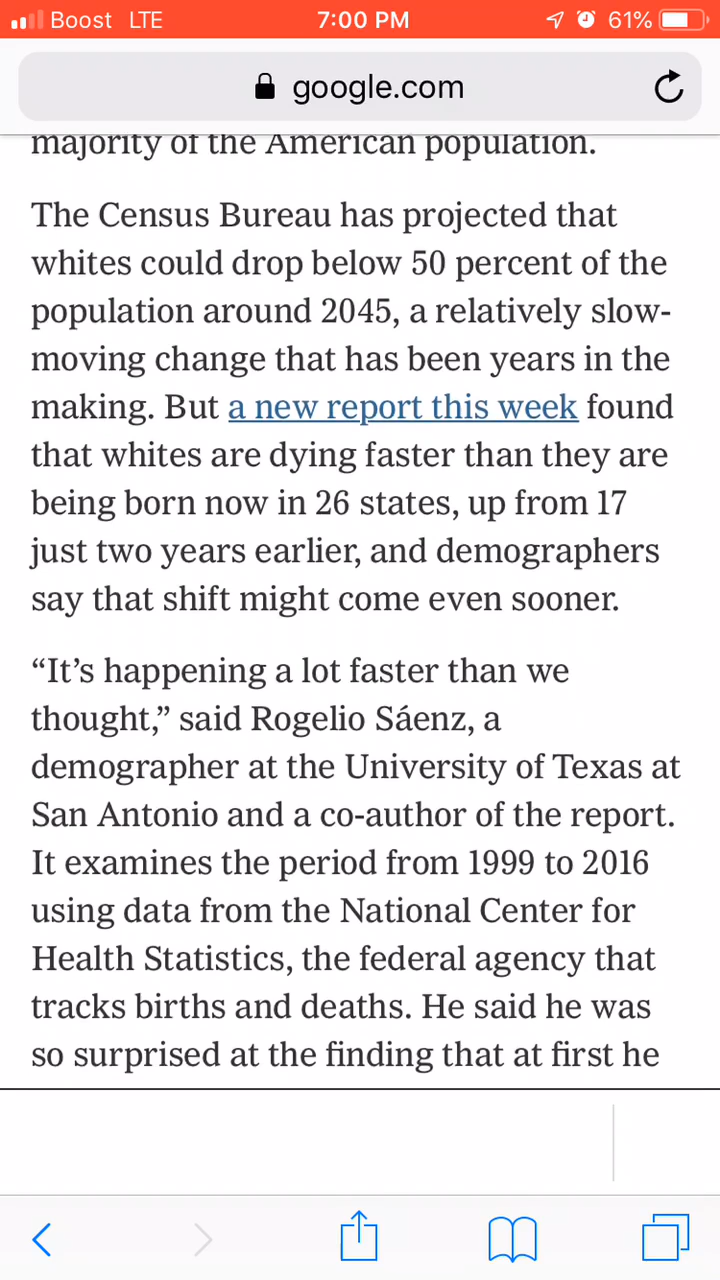 Boost LTE 7:00 PM 61%
google.com
majority of the American population.
The Census Bureau has projected that
whites could drop below 50 percent of the
population around 2045, a relatively slow-
moving change that has been years in the
making. But a new report this week found
that whites are dying faster than they are
being born now in 26 states, up from 17
just two years earlier, and demographers
say that shift might come even sooner.
“It’s happening a lot faster than we
thought,” said Rogelio Sáenz, a
demographer at the University of Texas at
San Antonio and a co-author of the report.
It examines the period from 1999 to 2016
using data from the National Center for
Health Statistics, the federal agency that
tracks births and deaths. He said he was
so surprised at the finding that at first he